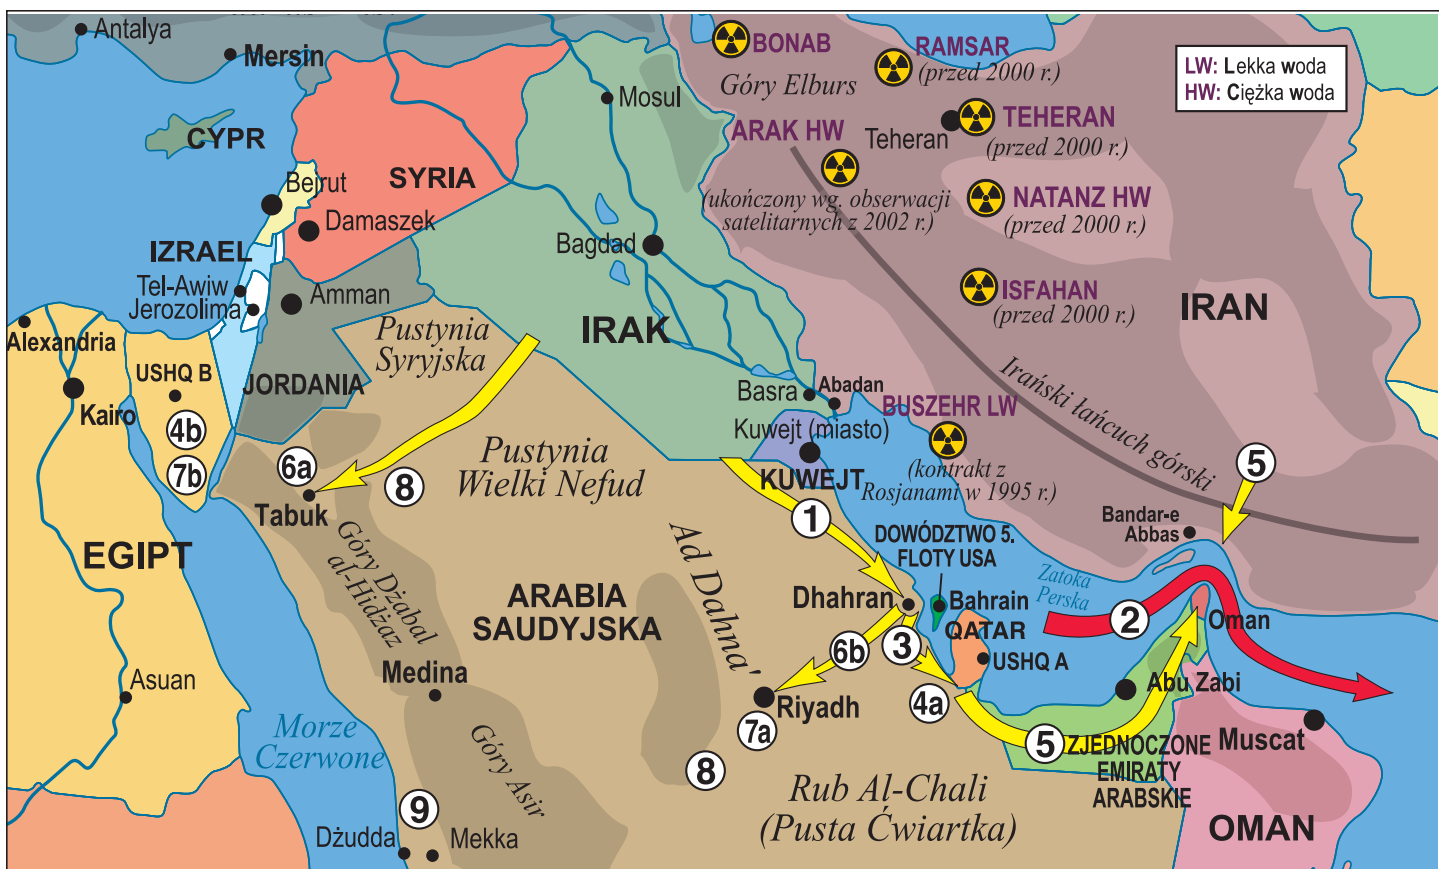 Antalya
Mersin
CYPR
Bejrut
Damaszek
SYRIA
Mosul
Bagdad
IZRAEL
Tel-Awiw
Jerozolima
Amman
JORDANIA
Pustynia
Syryjska
IRAK
Basra
Abadan
Kuwejt (miasto)
KUWEJT
BONAB
Góry Elburs
RAMSAR
(przed 2000 r.)
LW: Lekka woda
HW: Ciężka woda
ARAK HW
(ukończony wg. obserwacji
satelitarnych z 2002 r.)
Teheran
TEHERAN
(przed 2000 r.)
NATANZ HW
(przed 2000 r.)
ISFAHAN
(przed 2000 r.)
IRAN
Irański łańcuch górski
BUSZEHR LW
(kontrakt z
Rosjanami w 1995 r.)
5
Bandar-e
Abbas
Alexandria
Kairo
USHQ B
4b
7b
EGIPT
Asuan
6a
Tabuk
8
Pustynia
Wielki Nefud
1
DOWÓDZTWO 5.
FLOTY USA
Góry Dżabal
al-Hidżaz
Ad Dahna'
ARABIA
SAUDYJSKA
Dhahran
Bahrain
QATAR
USHQ A
Zatoka
Perska
2
Oman
6b
3
4a
Medina
Riyadh
7a
8
Abu Zabi
5
ZJEDNOCZONE
EMIRATY
ARABSKIE
Muscat
OMAN
Morze
Czerwone
Góry Asir
9
Dżudda
Mekka
Rub Al-Chali
(Pusta Ćwiartka)